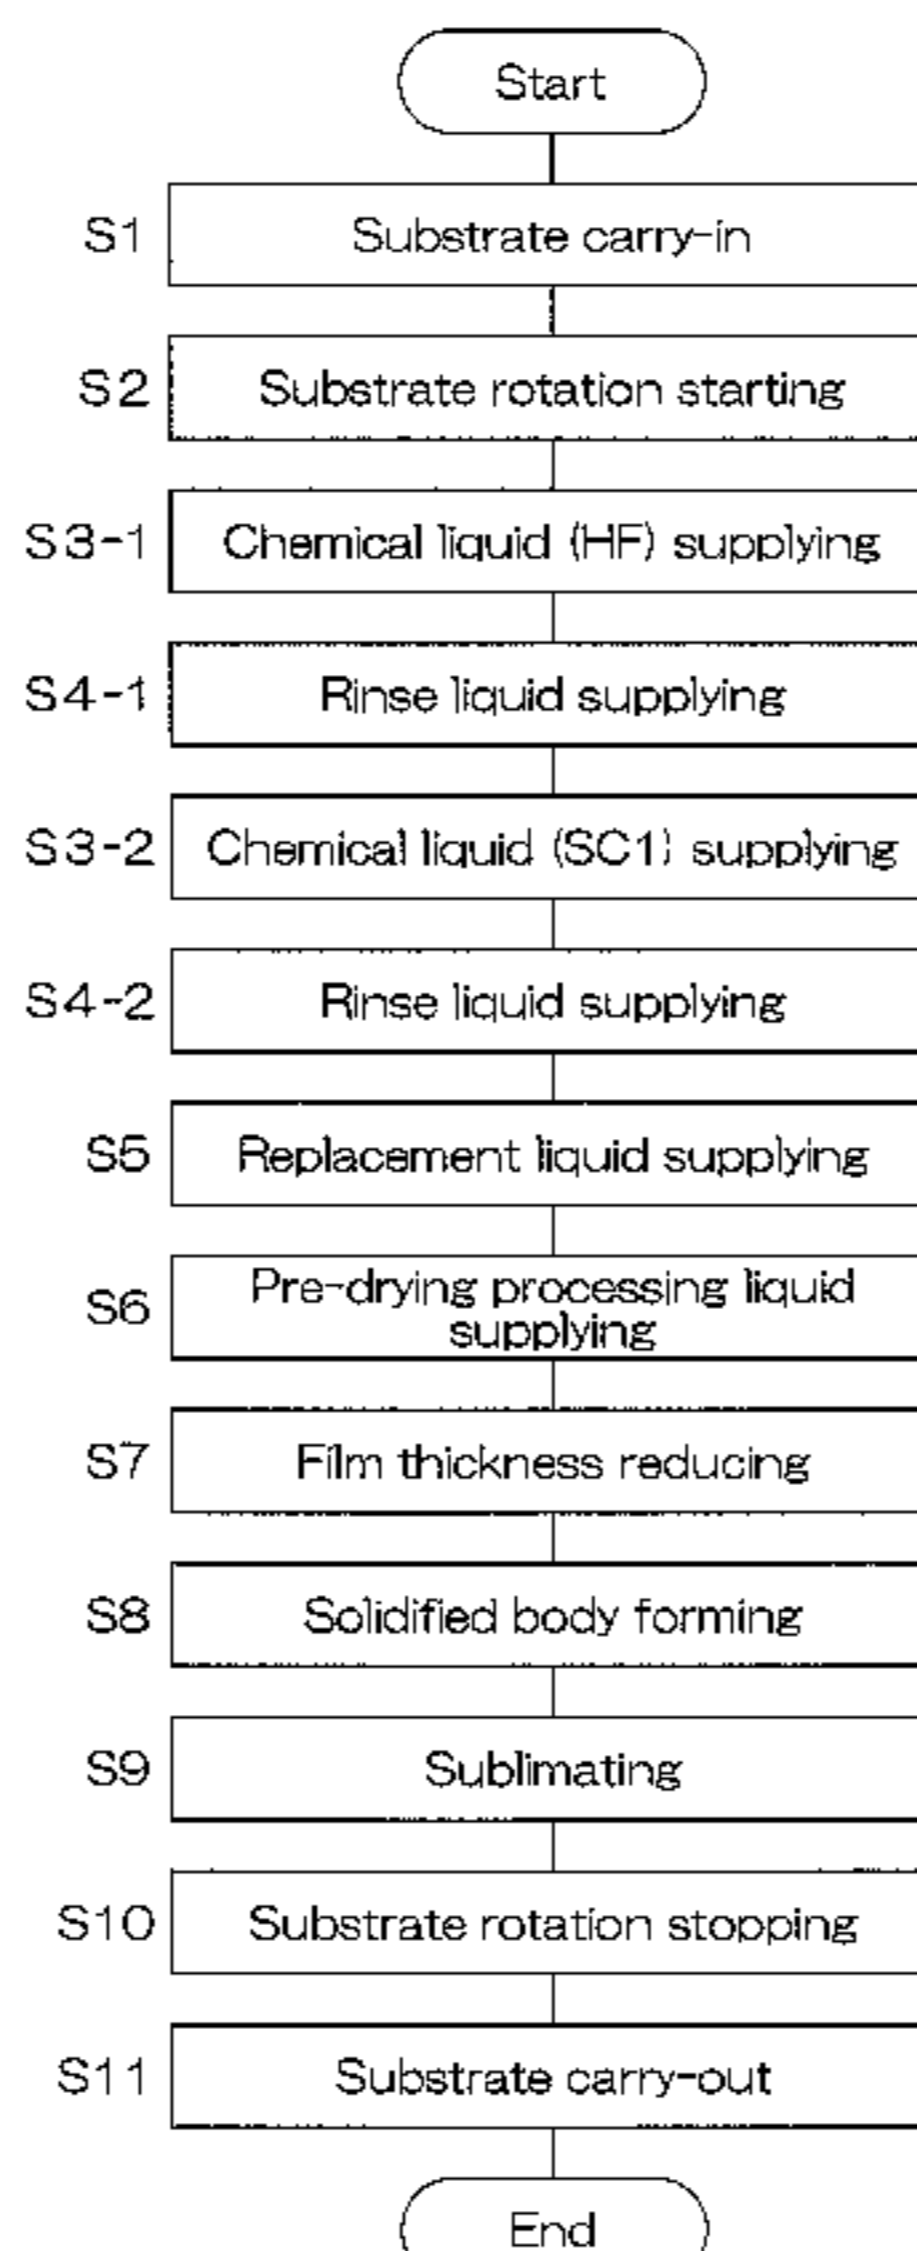 Start
S1 Substrate carry-in
S2 Substrate rotation starting
S3-1 Chemical liquid (HF) supplying
S4-1 Rinse liquid supplying
S3-2 Chemical liquid (SC1) supplying
S4-2 Rinse liquid supplying
S5 Replacement liquid supplying
S6 Pre-drying processing liquid
supplying
S7 Film thickness reducing
S8 Solidified body forming
S9 Sublimating
S10 Substrate rotation stopping
S11 Substrate carry-out
End